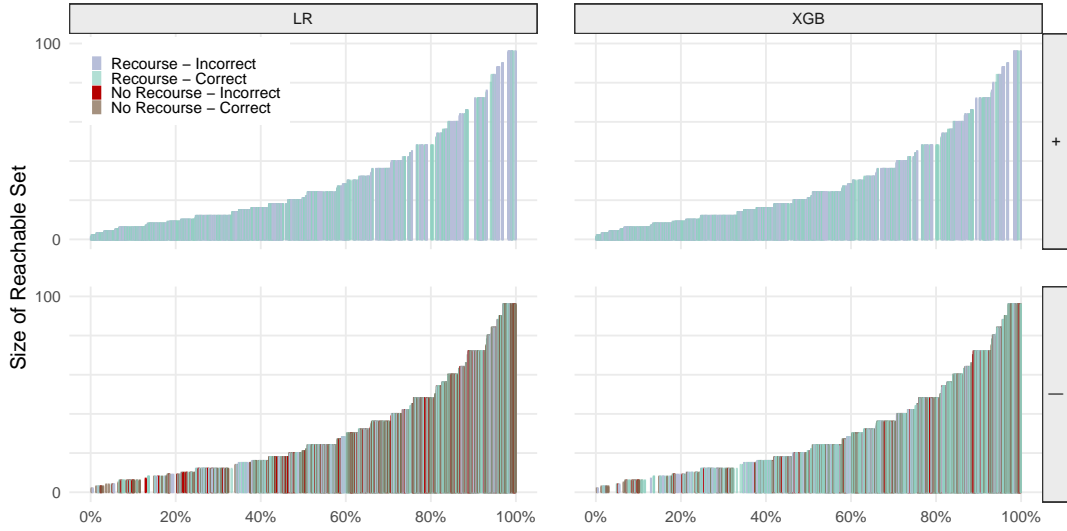 LR
XGB
Size of Reachable Set
100
0
Recourse – Incorrect
Recourse – Correct
No Recourse – Incorrect
No Recourse – Correct
+
100
0
—
0%
20%
40%
60%
80%
100%
0%
20%
40%
60%
80%
100%